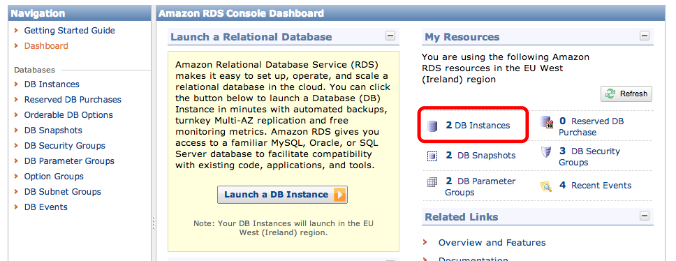 Navigation
Getting Started Guide
Dashboard
Databases
DB Instances
Reserved DB Purchases
Orderable DB Options
DB Snapshots
DB Security Groups
DB Parameter Groups
Option Groups
DB Subnet Groups
DB Events
Amazon RDS Console Dashboard
Launch a Relational Database
Amazon Relational Database Service (RDS)
makes it easy to set up, operate, and scale a
relational database in the cloud. You can click
the button below to launch a Database (DB)
Instance in minutes with automated backups,
turnkey Multi-AZ replication and free
monitoring metrics. Amazon RDS gives you
access to a familiar MySQL, Oracle, or SQL
Server database to facilitate compatibility
with existing code, applications, and tools.
Launch a DB Instance
Note: Your DB Instances will launch in the EU
West (Ireland) region.
My Resources
You are using the following Amazon
RDS resources in the EU West
(Ireland) region
Refresh
2 DB Instances
0 Reserved DB
Purchase
2 DB Snapshots
3 DB Security
Groups
2 DB Parameter
Groups
4 Recent Events
Related Links
Overview and Features
Documentation